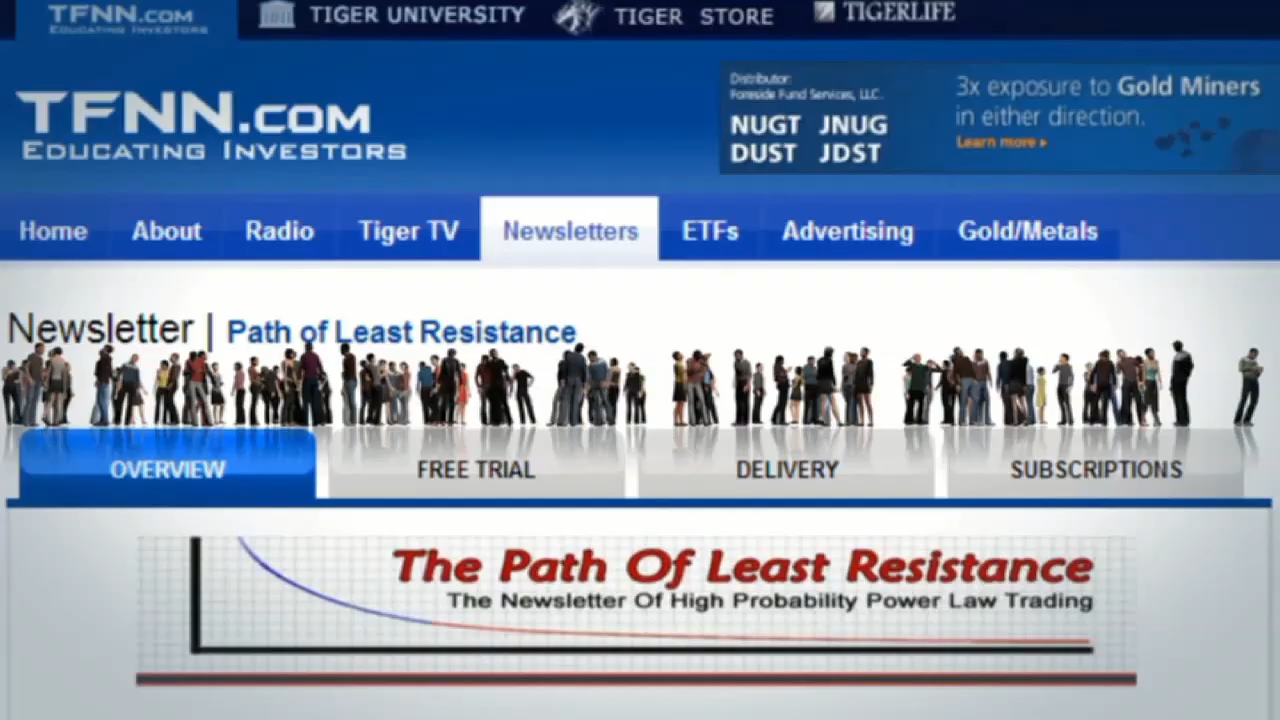 TFNN.COM
EDUCATING INVESTORS
TIGER UNIVERSITY
TIGER STORE
TIGERLIFE
TFNN.COM
EDUCATING INVESTORS
Distributor:
Foreside Fund Services, LLC.
NUGT JNUG
DUST JDST
3x exposure to Gold Miners
in either direction.
Learn more
Home About Radio Tiger TV Newsletters ETFs Advertising Gold/Metals
Newsletter | Path of Least Resistance
OVERVIEW FREE TRIAL DELIVERY SUBSCRIPTIONS
The Path Of Least Resistance
The Newsletter Of High Probability Power Law Trading